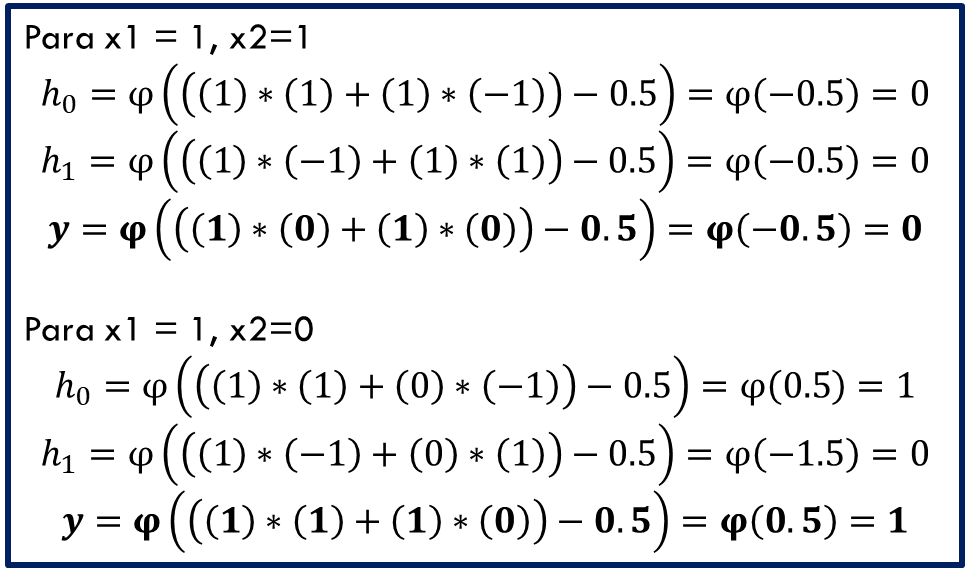 Para x1 = 1, x2=1
h₀ = φ(((1) ∗ (1) + (1) ∗ (−1)) − 0.5) = φ(−0.5) = 0
h₁ = φ(((1) ∗ (−1) + (1) ∗ (1)) − 0.5) = φ(−0.5) = 0
y = φ(((1) ∗ (0) + (1) ∗ (0)) − 0.5) = φ(−0.5) = 0
Para x1 = 1, x2=0
h₀ = φ(((1) ∗ (1) + (0) ∗ (−1)) − 0.5) = φ(0.5) = 1
h₁ = φ(((1) ∗ (−1) + (0) ∗ (1)) − 0.5) = φ(−1.5) = 0
y = φ(((1) ∗ (1) + (1) ∗ (0)) − 0.5) = φ(0.5) = 1